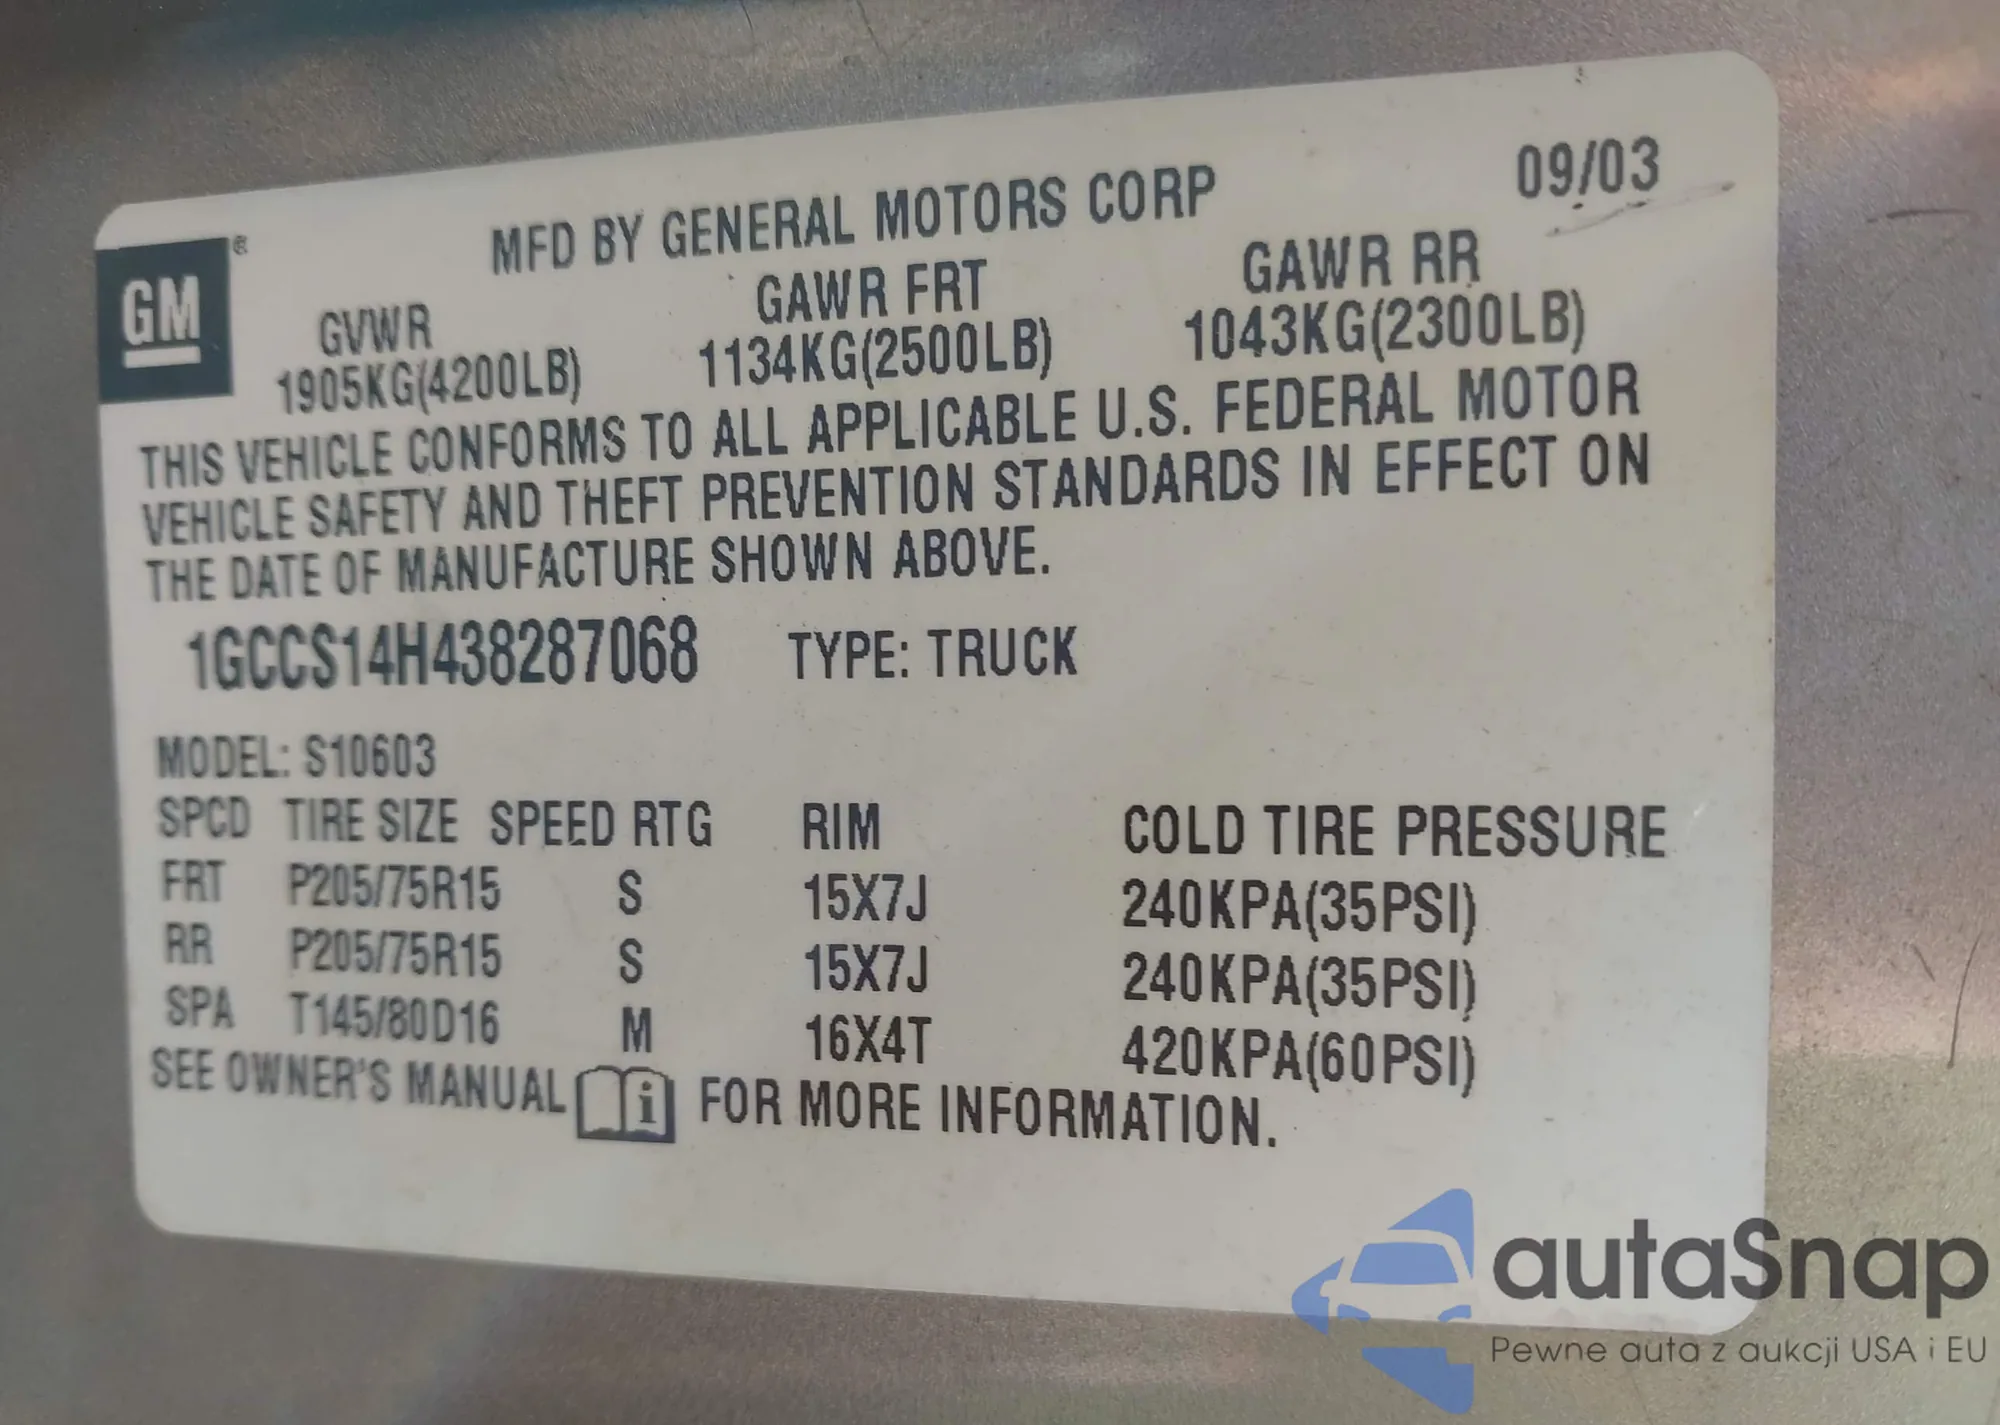 MFD BY GENERAL MOTORS CORP 09/03
GM
GVWR GAWR FRT GAWR RR
1905KG(4200LB) 1134KG(2500LB) 1043KG(2300LB)
THIS VEHICLE CONFORMS TO ALL APPLICABLE U.S. FEDERAL MOTOR
VEHICLE SAFETY AND THEFT PREVENTION STANDARDS IN EFFECT ON
THE DATE OF MANUFACTURE SHOWN ABOVE.
1GCCS14H438287068 TYPE: TRUCK
MODEL: S10603
SPCD TIRE SIZE SPEED RTG RIM COLD TIRE PRESSURE
FRT P205/75R15 S 15X7J 240KPA(35PSI)
RR P205/75R15 S 15X7J 240KPA(35PSI)
SPA T145/80D16 M 16X4T 420KPA(60PSI)
SEE OWNER'S MANUAL i FOR MORE INFORMATION.
autaSnap
Pewne auta z aukcji USA i EU